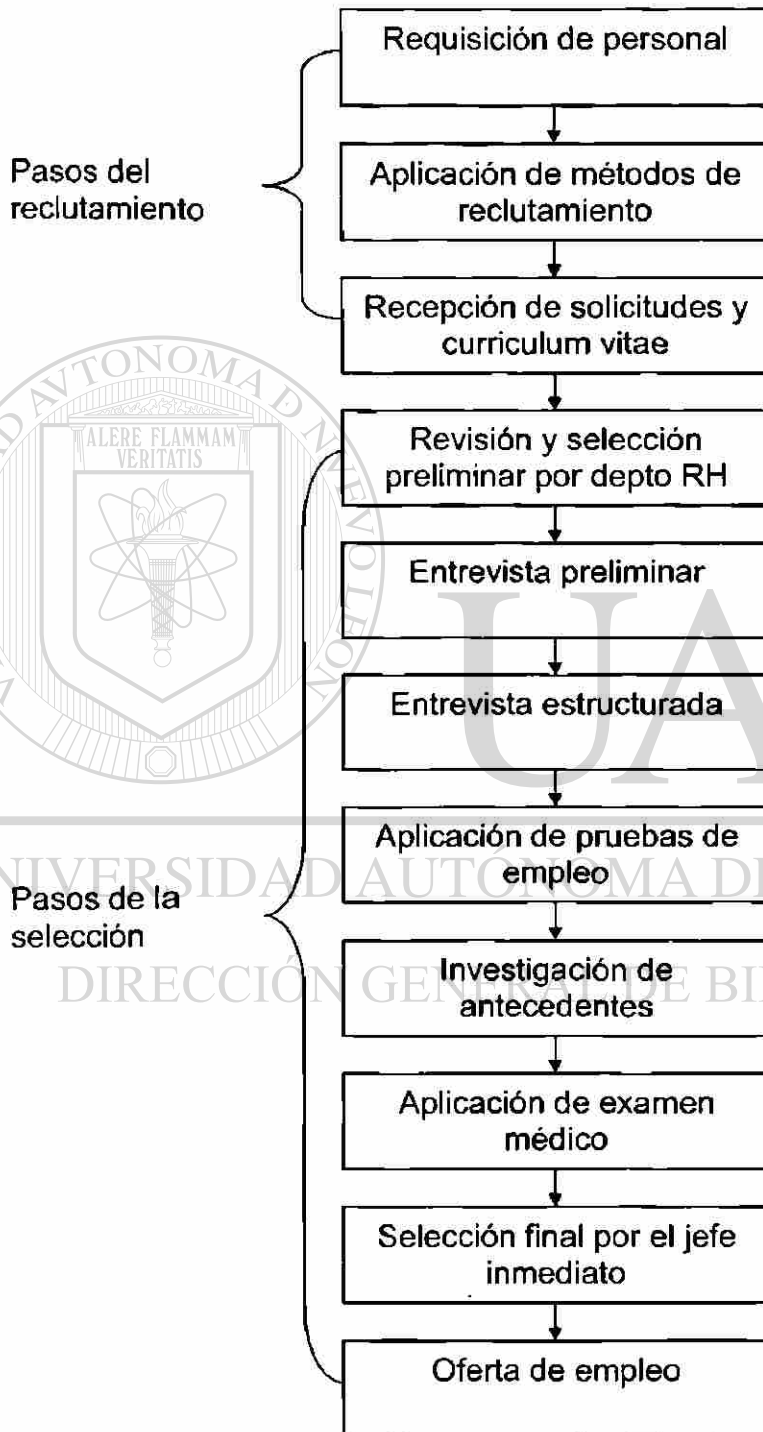 Requisición de personal
Pasos del
reclutamiento
Aplicación de métodos de
reclutamiento
Recepción de solicitudes y
curriculum vitae
Revisión y selección
preliminar por depto RH
Entrevista preliminar
Entrevista estructurada
Aplicación de pruebas de
empleo
Pasos de la
selección
Investigación de
antecedentes
Aplicación de examen
médico
Selección final por el jefe
inmediato
Oferta de empleo
ALERE FLAMMAM
VERITATIS
UA
UNIVERSIDAD AUTÓNOMA DE
DIRECCIÓN GENERAL DE